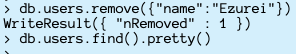 > db.users.remove({"name":"Ezurei"})
WriteResult({ "nRemoved" : 1 })
> db.users.find().pretty()
>